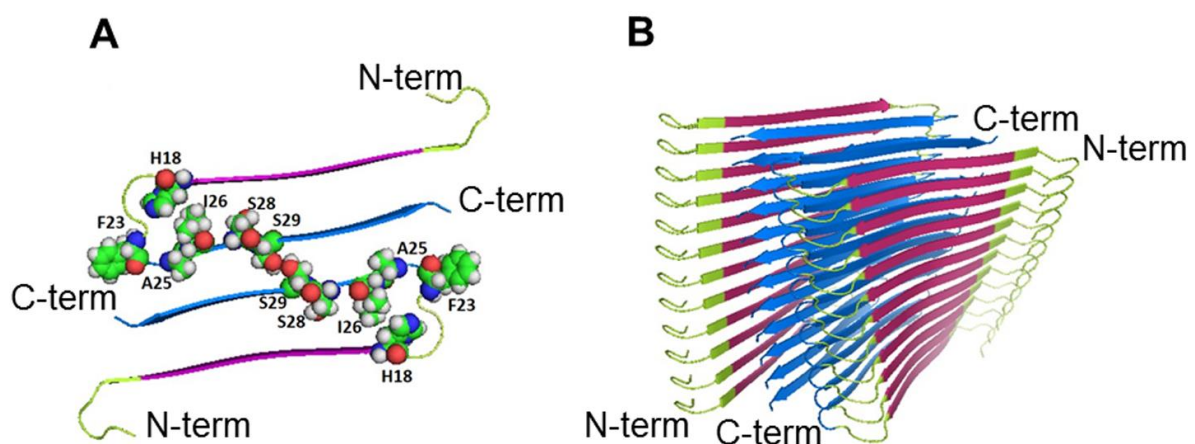 A
N-term
H18
I26
S28
S29
C-term
F23
A25
A25
C-term
S29
F23
S28
I26
H18
N-term
B
C-term
N-term
N-term
C-term